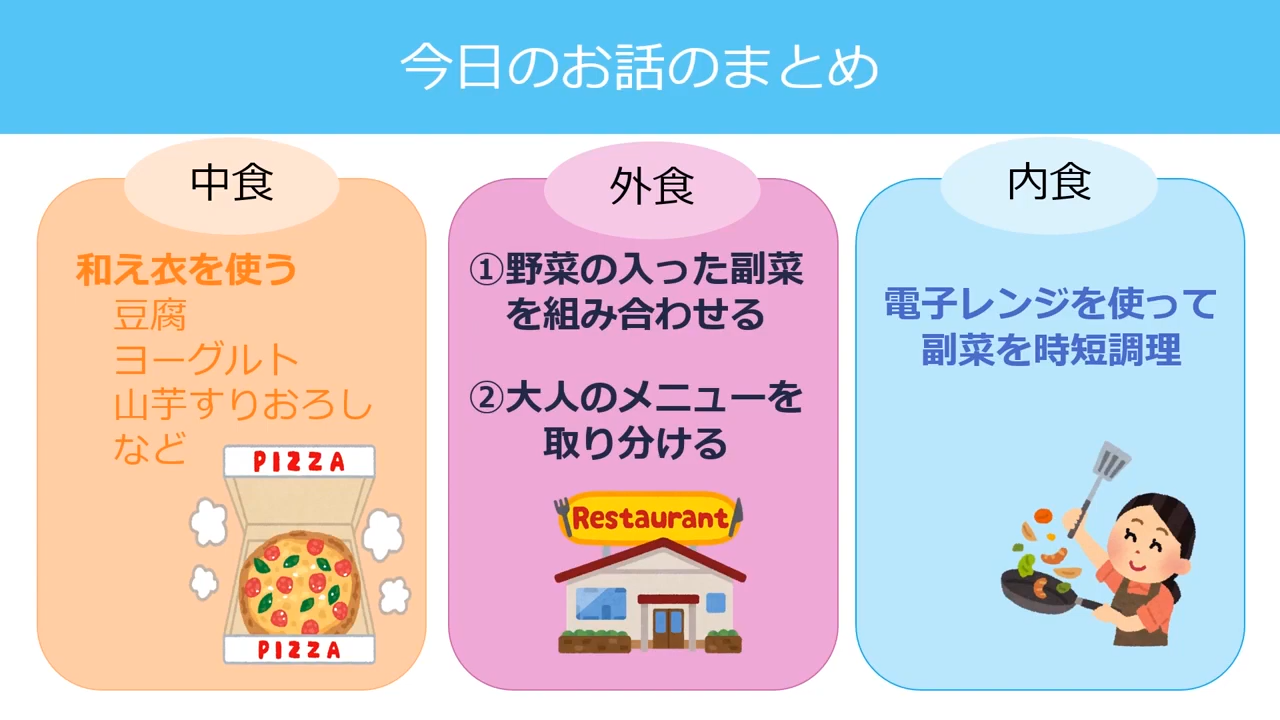 今日のお話のまとめ
中食
和え衣を使う
豆腐
ヨーグルト
山芋すりおろし
など
PIZZA
PIZZA
外食
①野菜の入った副菜
を組み合わせる
②大人のメニューを
取り分ける
Restaurant
内食
電子レンジを使って
副菜を時短調理